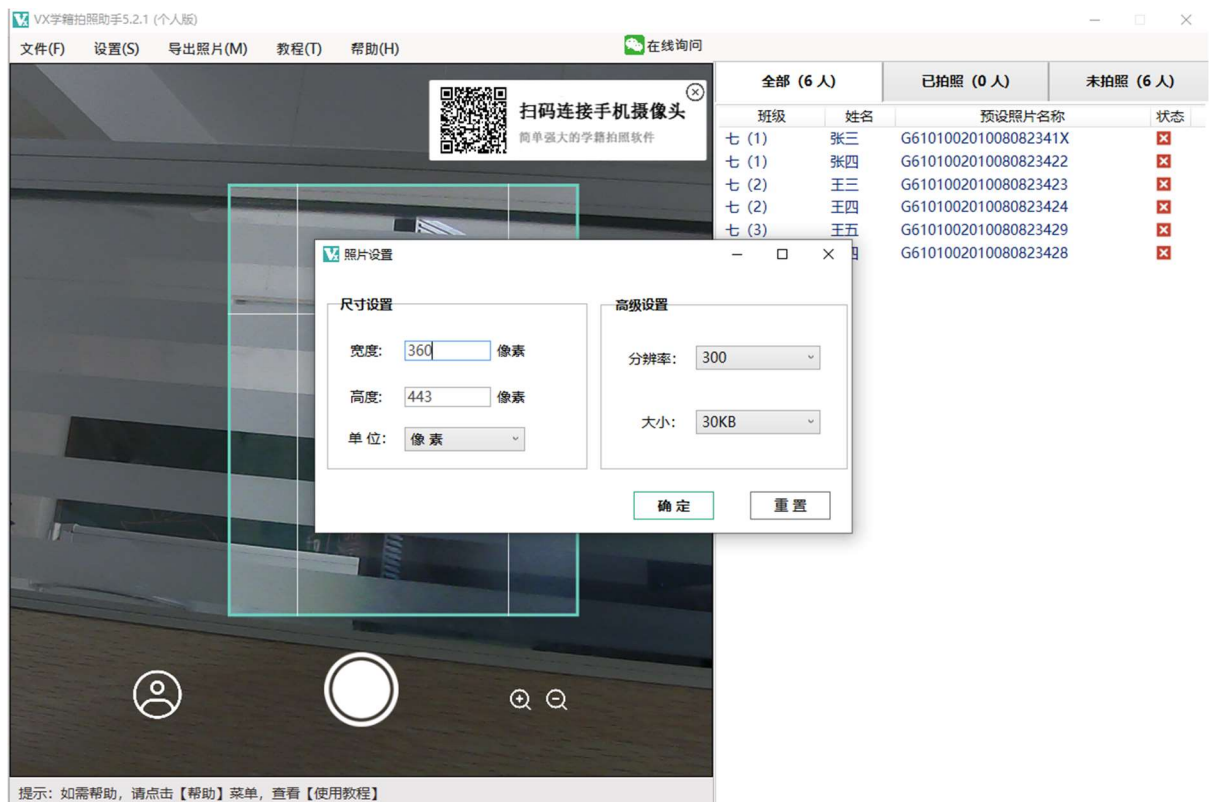 VX学籍拍照助手5.2.1 (个人版)
文件(F) 设置(S) 导出照片(M) 教程(T) 帮助(H) 在线询问
扫码连接手机摄像头
简单强大的学籍拍照软件
全部（6 人） 已拍照（0 人） 未拍照（6 人）
班级 姓名 预设照片名称 状态
七（1） 张三 G61010020100808234​1X
七（1） 张四 G6101002010080823422
七（2） 王三 G6101002010080823423
七（2） 王四 G6101002010080823424
七（3） 王五 G6101002010080823429
四 G6101002010080823428
照片设置
尺寸设置
宽度: 360 像素
高度: 443 像素
单 位: 像 素
高级设置
分辨率: 300
大小: 30KB
确 定 重 置
提示：如需帮助，请点击【帮助】菜单，查看【使用教程】